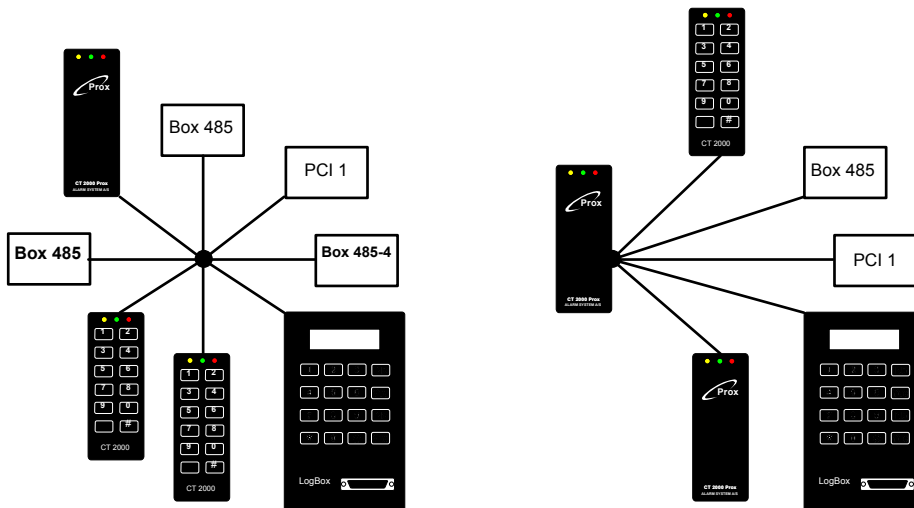 Prox
CT 2000 Prox
ALARM SYSTEM A/S
Box 485
PCI 1
Box 485
Box 485-4
1 2
3 4
5 6
7 8
9 0
#
CT 2000
1 2
3 4
5 6
7 8
9 0
#
CT 2000
LogBox
1 2
3 4
5 6
7 8
9 0
#
CT 2000
Prox
CT 2000 Prox
ALARM SYSTEM A/S
Box 485
PCI 1
Prox
CT 2000 Prox
ALARM SYSTEM A/S
LogBox